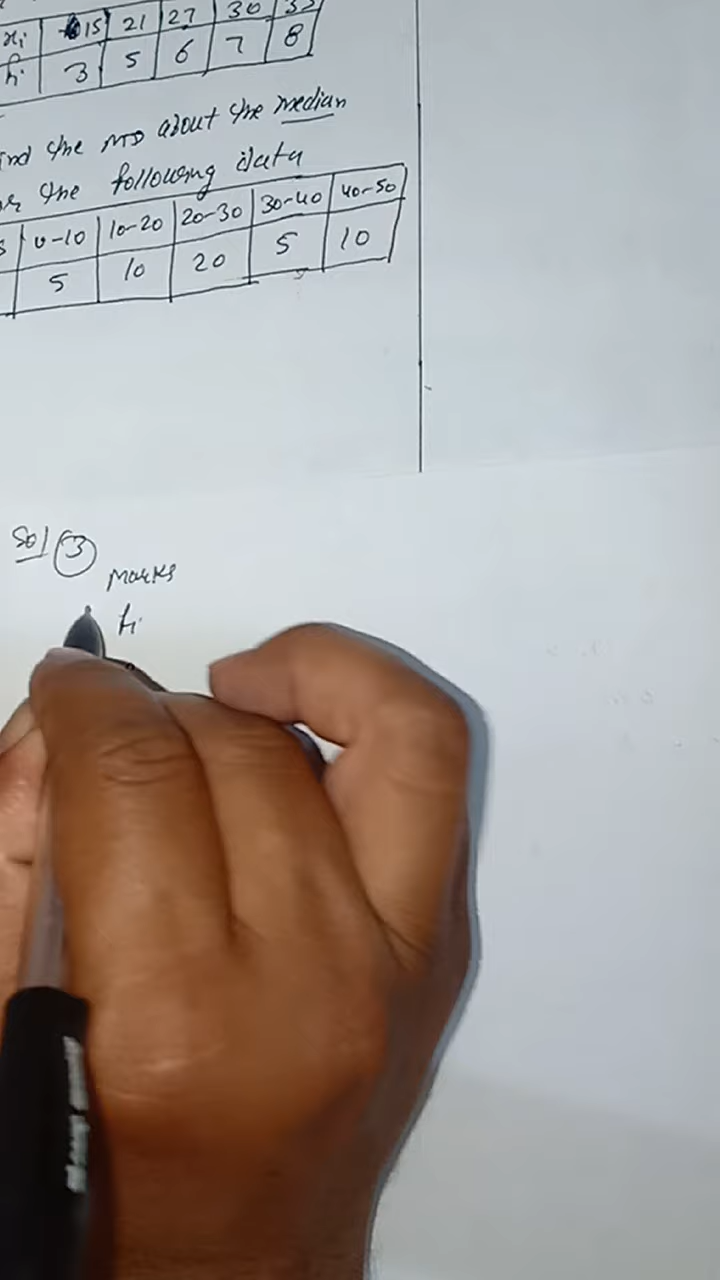 xi 15 21 27 30 35
fi 3 5 6 7 8
ind the MD about the median
the following data
s 0-10 10-20 20-30 30-40 40-50
5 10 20 5 10
Sol (3)
marks
fi